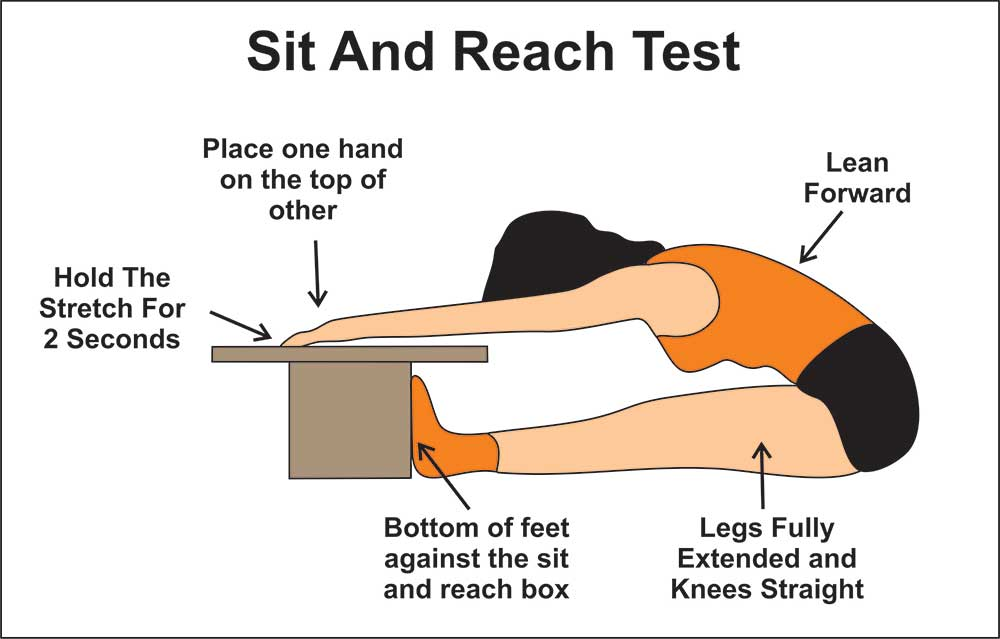 Sit And Reach Test
Place one hand
on the top of
other
Lean
Forward
Hold The
Stretch For
2 Seconds
Bottom of feet
against the sit
and reach box
Legs Fully
Extended and
Knees Straight